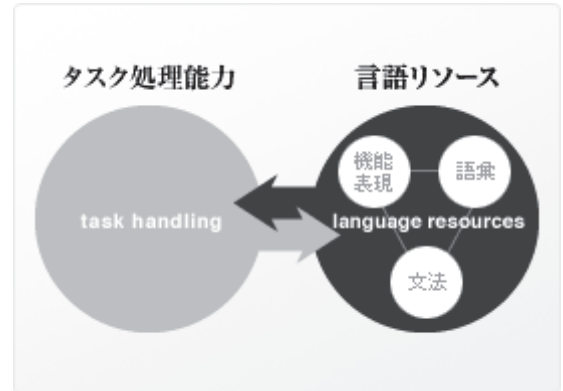 タスク処理能力
言語リソース
task handling
language resources
機能
表現
語彙
文法